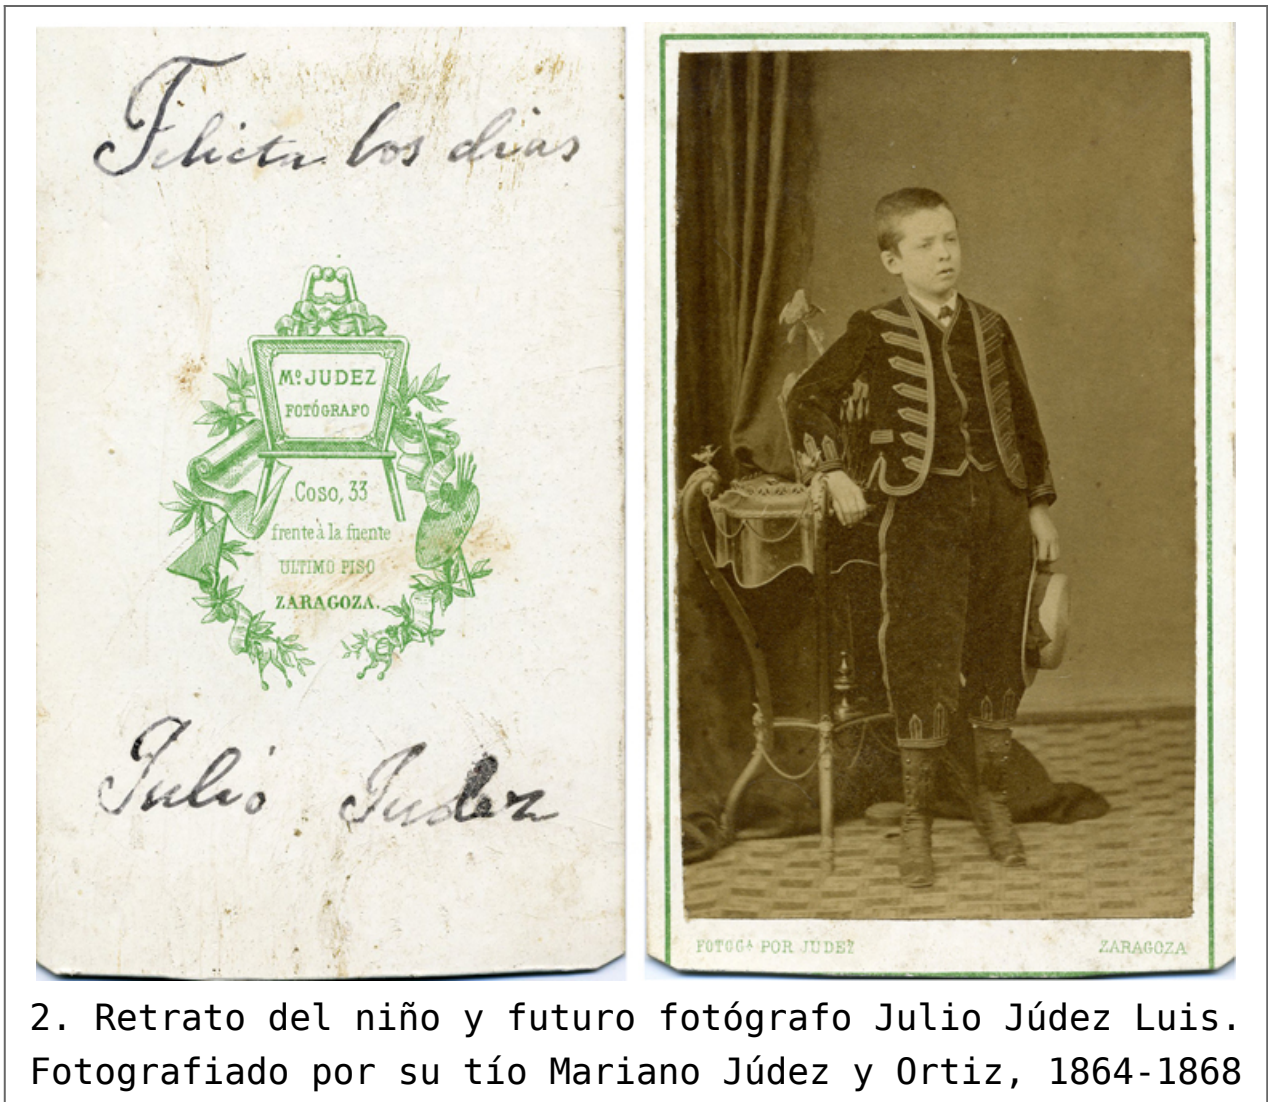 Felicita los dias
Mº JUDEZ
FOTÓGRAFO
Coso, 33
frente à la fuente
ULTIMO PISO
ZARAGOZA.
Julio Judez
FOTOGª POR JUDEZ
ZARAGOZA
2. Retrato del niño y futuro fotógrafo Julio Júdez Luis.
Fotografiado por su tío Mariano Júdez y Ortiz, 1864-1868